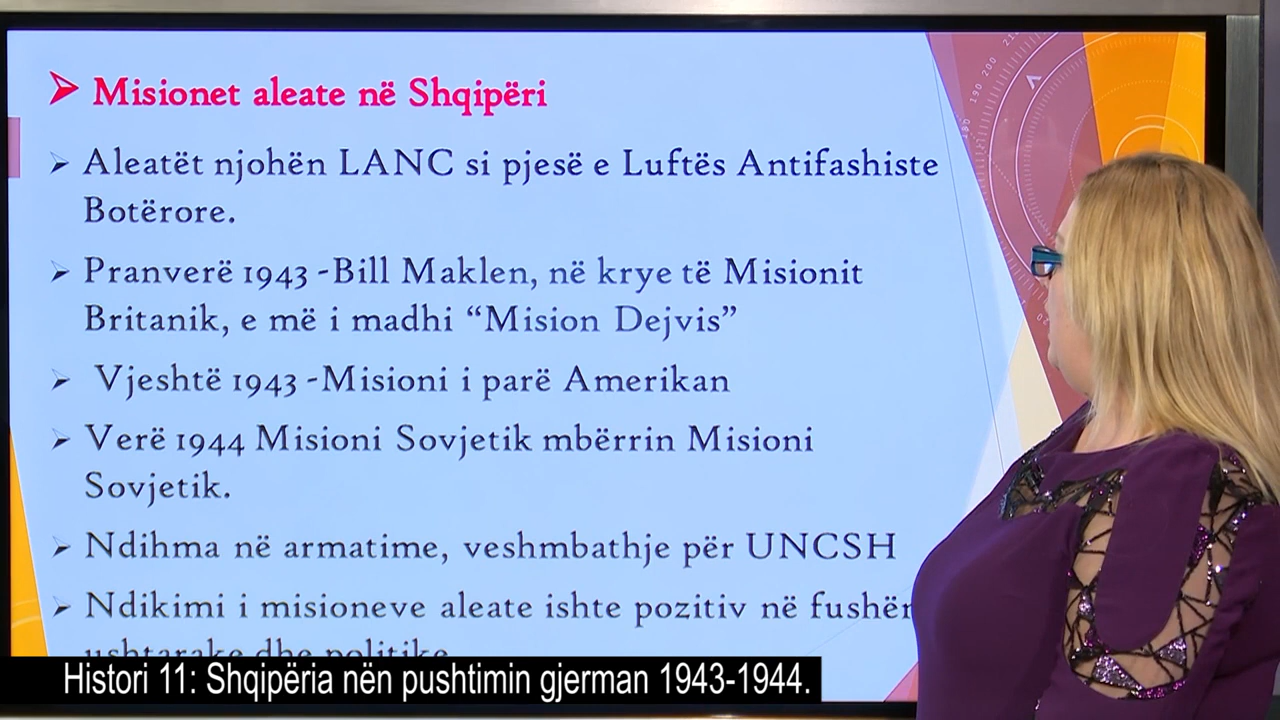 Misionet aleate në Shqipëri
Aleatët njohën LANC si pjesë e Luftës Antifashiste
Botërore.
Pranverë 1943 -Bill Maklen, në krye të Misionit
Britanik, e më i madhi “Mision Dejvis”
Vjeshtë 1943 -Misioni i parë Amerikan
Verë 1944 Misioni Sovjetik mbërrin Misioni
Sovjetik.
Ndihma në armatime, veshmbathje për UNCSH
Ndikimi i misioneve aleate ishte pozitiv në fushën
ushtarake dhe politike
Histori 11: Shqipëria nën pushtimin gjerman 1943-1944.